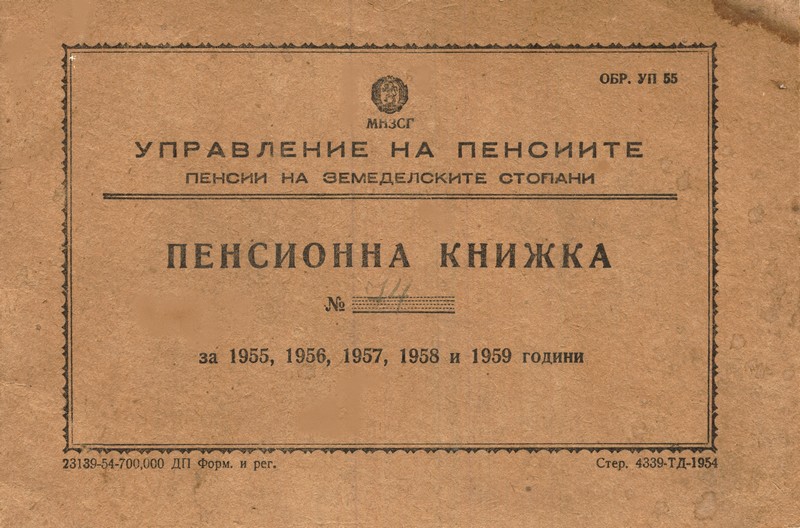 ОБР. УП 55
МНЗСГ
УПРАВЛЕНИЕ НА ПЕНСИИТЕ
ПЕНСИИ НА ЗЕМЕДЕЛСКИТЕ СТОПАНИ
ПЕНСИОННА КНИЖКА
№ 74
за 1955, 1956, 1957, 1958 и 1959 години
23139-54-700,000 ДП Форм. и рег.
Стер. 4339-ТД-1954